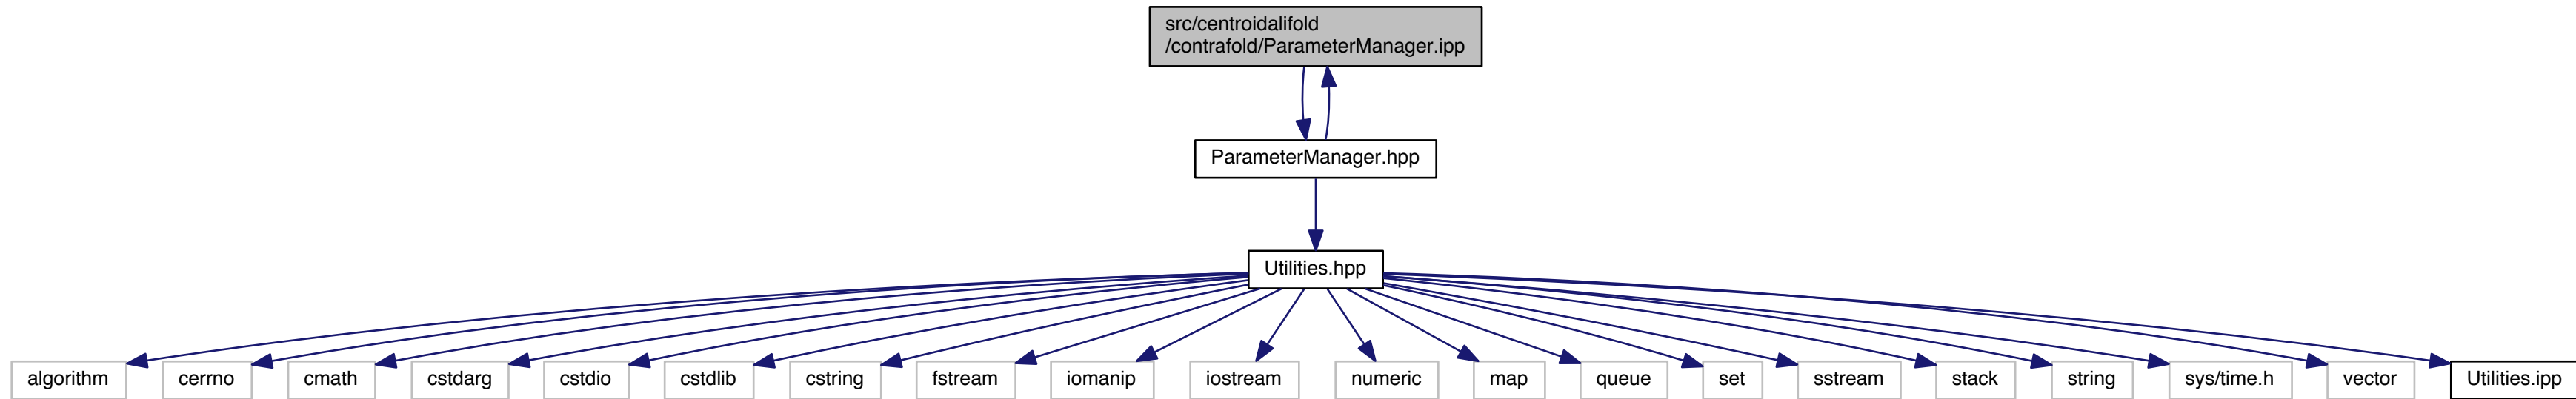 src/centroidalifold
/contrafold/ParameterManager.ipp
ParameterManager.hpp
Utilities.hpp
algorithm
cerrno
cmath
cstdarg
cstdio
cstdlib
cstring
fstream
iomanip
iostream
numeric
map
queue
set
sstream
stack
string
sys/time.h
vector
Utilities.ipp